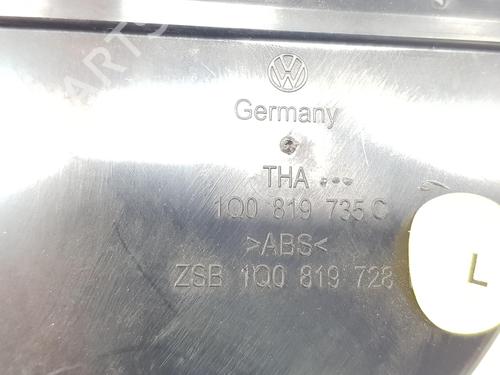 Germany
THA ---
1Q0 819 735 C
>ABS<
ZSB 1Q0 819 728
L